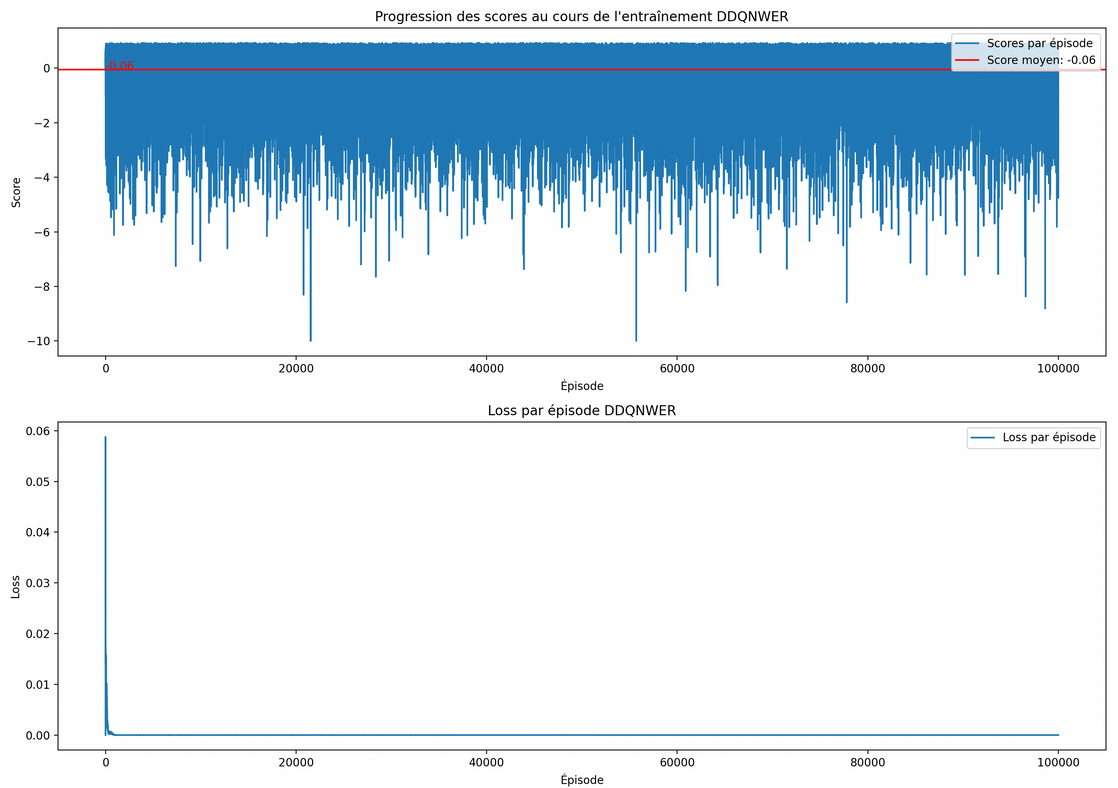 Progression des scores au cours de l'entraînement DDQNWER
Scores par épisode
Score moyen: -0.06
-0.06
0
−2
−4
−6
−8
−10
Score
0
20000
40000
60000
80000
100000
Épisode
Loss par épisode DDQNWER
Loss par épisode
0.06
0.05
0.04
0.03
0.02
0.01
0.00
Loss
0
20000
40000
60000
80000
100000
Épisode